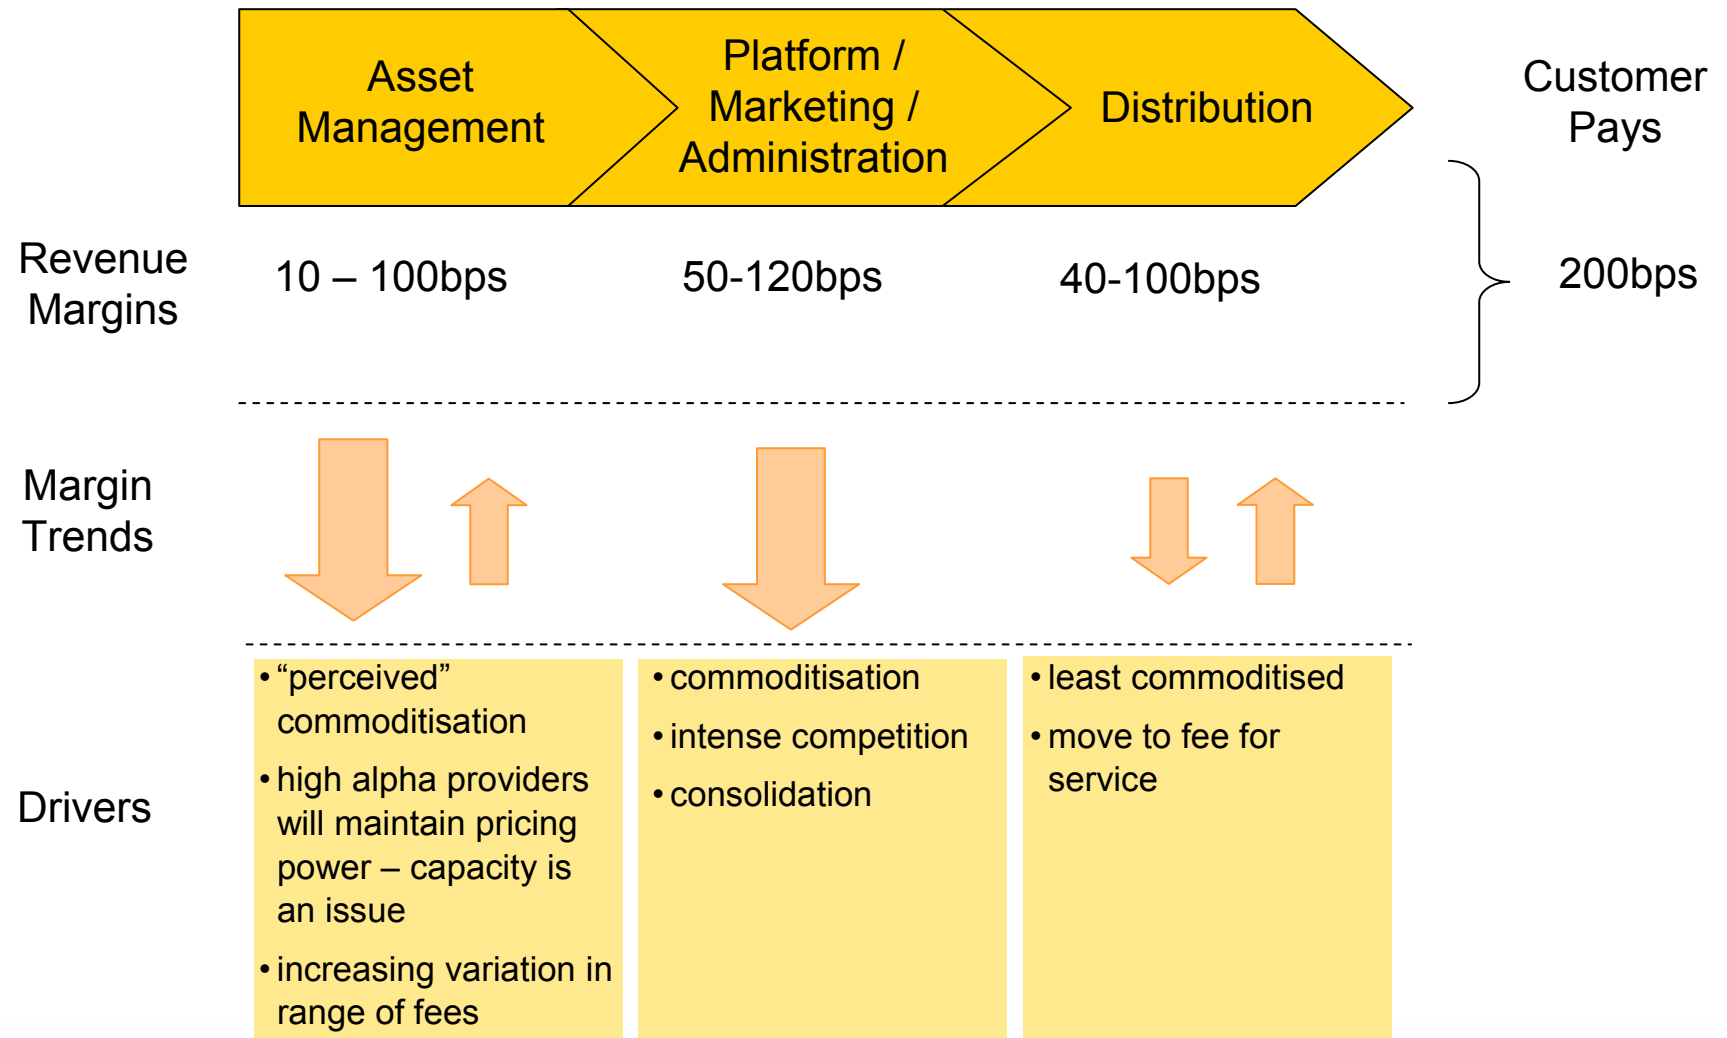 Asset
Management
Platform /
Marketing /
Administration
Distribution
Customer
Pays
Revenue
Margins
10 – 100bps
50-120bps
40-100bps
200bps
Margin
Trends
Drivers
• “perceived”
commoditisation
• high alpha providers
will maintain pricing
power – capacity is
an issue
• increasing variation in
range of fees
• commoditisation
• intense competition
• consolidation
• least commoditised
• move to fee for
service